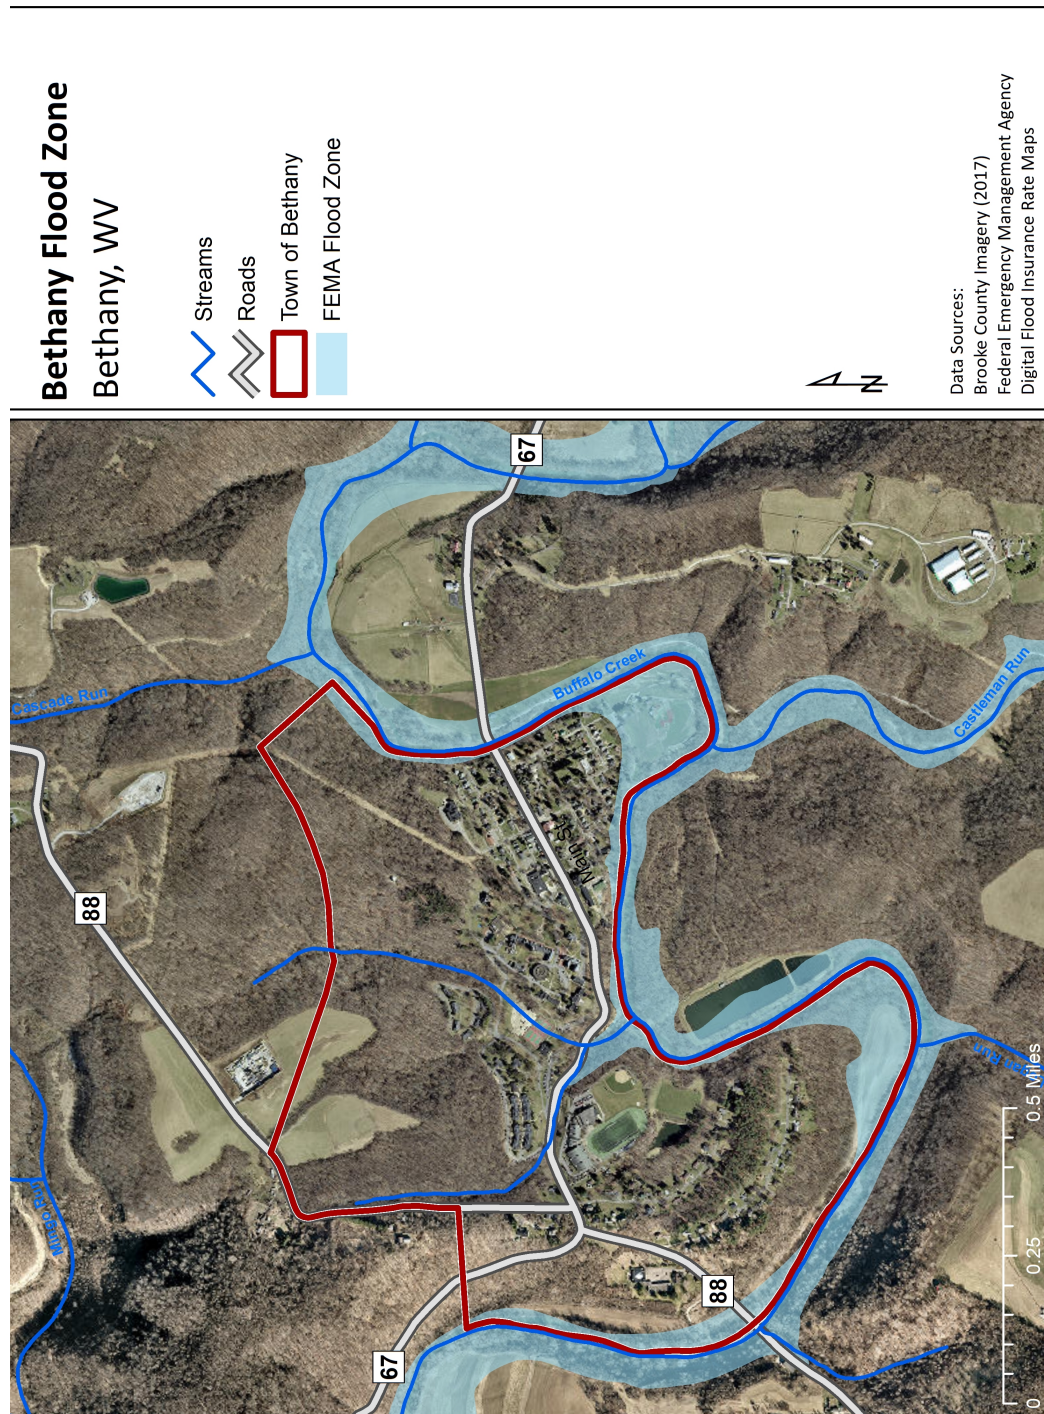 Bethany Flood Zone
Bethany, WV
Streams
Roads
Town of Bethany
FEMA Flood Zone
N
Data Sources:
Brooke County Imagery (2017)
Federal Emergency Management Agency
Digital Flood Insurance Rate Maps
67
Buffalo Creek
Cascade Run
Castleman Run
88
Main St
Run
0.5 Miles
0.25
0
88
67